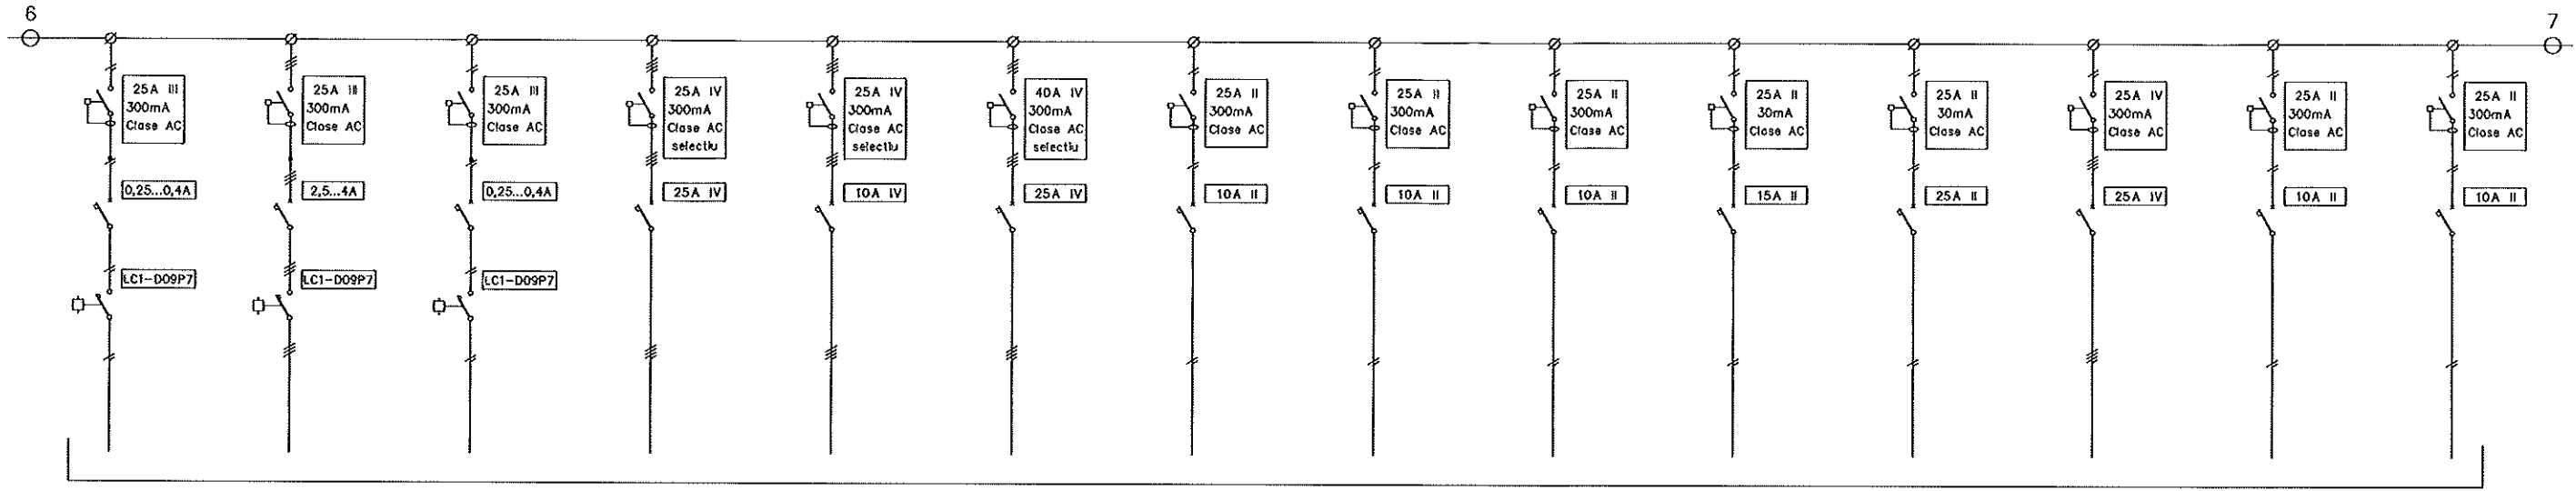 6
7
25A III
300mA
Clase AC
25A III
300mA
Clase AC
25A III
300mA
Clase AC
25A IV
300mA
Clase AC
selectiu
25A IV
300mA
Clase AC
selectiu
40A IV
300mA
Clase AC
selectiu
25A II
300mA
Clase AC
25A II
300mA
Clase AC
25A II
300mA
Clase AC
25A II
30mA
Clase AC
25A II
30mA
Clase AC
25A IV
300mA
Clase AC
25A II
300mA
Clase AC
25A II
300mA
Clase AC
0,25...0,4A
2,5...4A
0,25...0,4A
25A IV
10A IV
25A IV
10A II
10A II
10A II
15A II
25A II
25A IV
10A II
10A II
LC1-D09P7
LC1-D09P7
LC1-D09P7